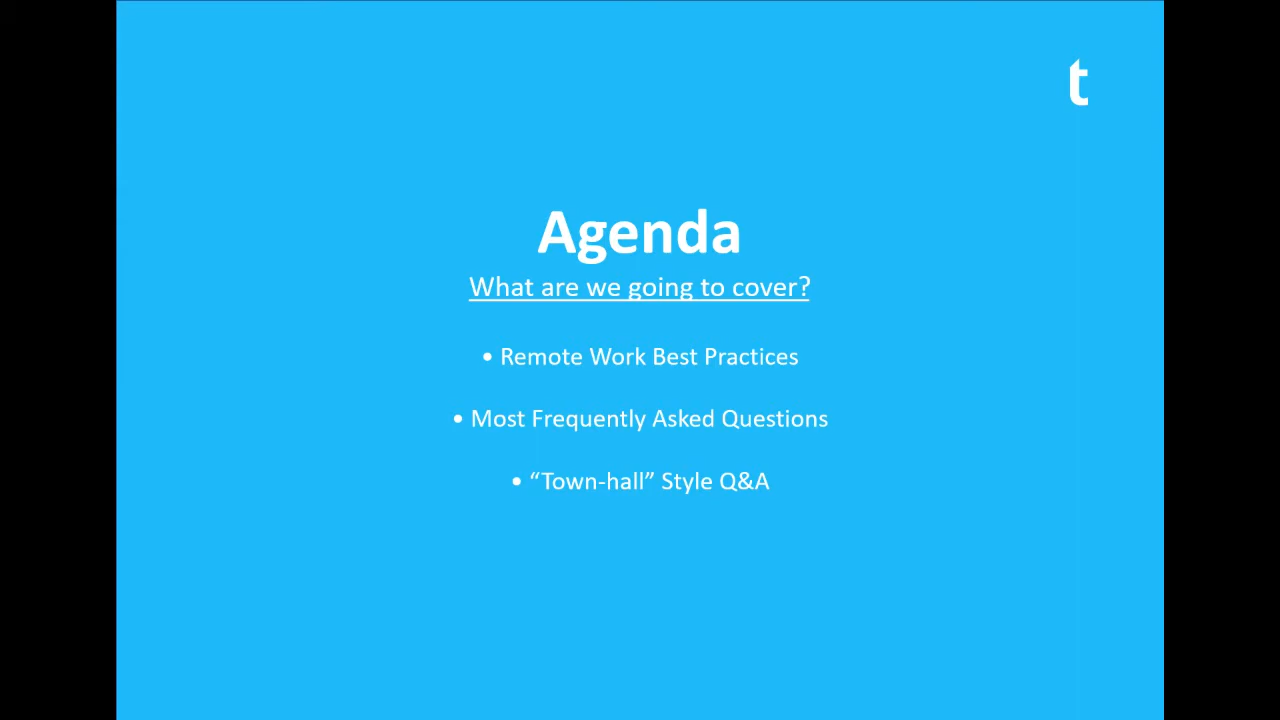 t
Agenda
What are we going to cover?
• Remote Work Best Practices
• Most Frequently Asked Questions
• “Town-hall” Style Q&A